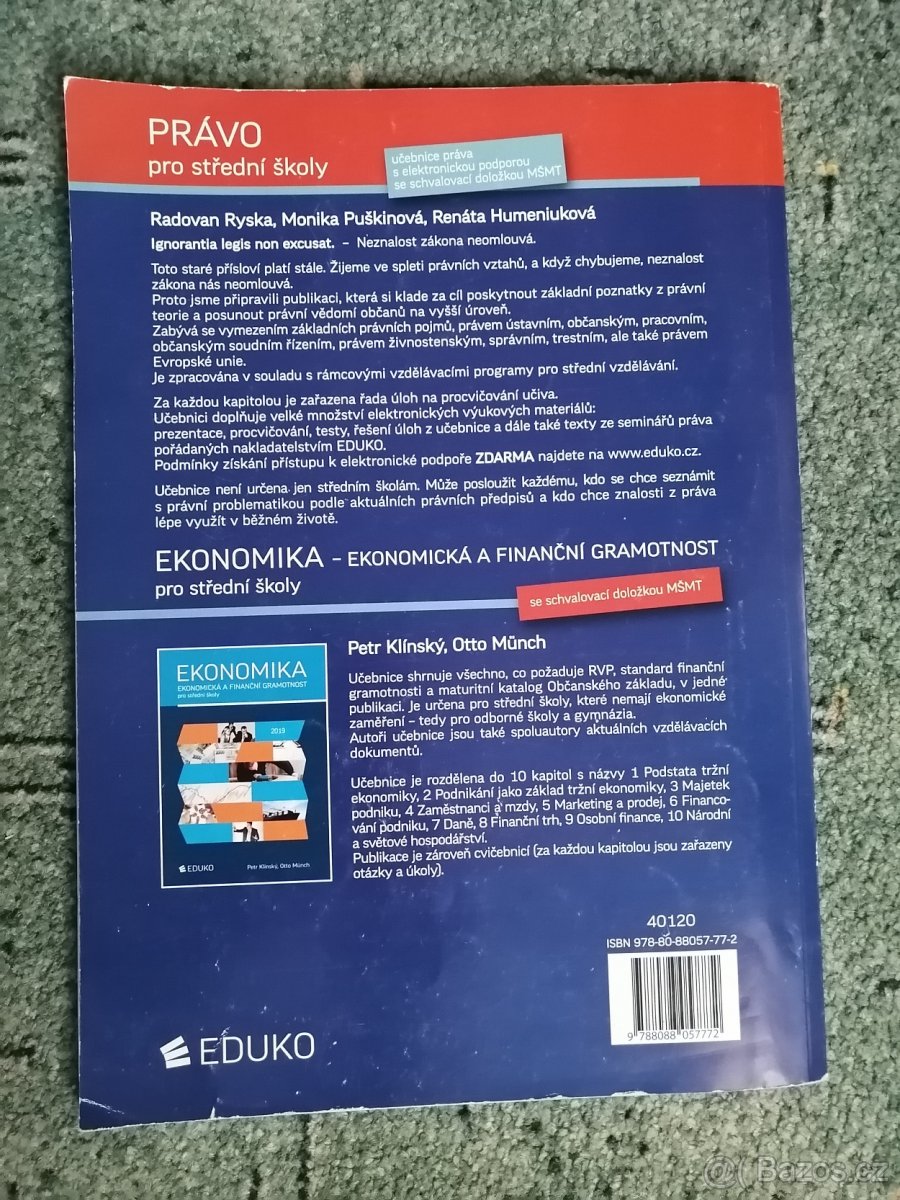 PRÁVO
pro střední školy
učebnice práva
s elektronickou podporou
se schvalovací doložkou MŠMT
Radovan Ryska, Monika Puškinová, Renáta Humeniuková
Ignorantia legis non excusat. – Neznalost zákona neomlouvá.
Toto staré přísloví platí stále. Žijeme ve spleti právních vztahů, a když chybujeme, neznalost
zákona nás neomlouvá.
Proto jsme připravili publikaci, která si klade za cíl poskytnout základní poznatky z právní
teorie a posunout právní vědomí občanů na vyšší úroveň.
Zabývá se vymezením základních právních pojmů, právem ústavním, občanským, pracovním,
občanským soudním řízením, právem živnostenským, správním, trestním, ale také právem
Evropské unie.
Je zpracována v souladu s rámcovými vzdělávacími programy pro střední vzdělávání.
Za každou kapitolou je zařazena řada úloh na procvičování učiva.
Učebnici doplňuje velké množství elektronických výukových materiálů:
prezentace, procvičování, testy, řešení úloh z učebnice a dále také texty ze seminářů práva
pořádaných nakladatelstvím EDUKO.
Podmínky získání přístupu k elektronické podpoře ZDARMA najdete na www.eduko.cz.
Učebnice není určena jen středním školám. Může posloužit každému, kdo se chce seznámit
s právní problematikou podle aktuálních právních předpisů a kdo chce znalosti z práva
lépe využít v běžném životě.
EKONOMIKA – EKONOMICKÁ A FINANČNÍ GRAMOTNOST
pro střední školy
se schvalovací doložkou MŠMT
Petr Klínský, Otto Münch
Učebnice shrnuje všechno, co požaduje RVP, standard finanční
gramotnosti a maturitní katalog Občanského základu, v jedné
publikaci. Je určena pro střední školy, které nemají ekonomické
zaměření – tedy pro odborné školy a gymnázia.
Autoři učebnice jsou také spoluautory aktuálních vzdělávacích
dokumentů.
Učebnice je rozdělena do 10 kapitol s názvy 1 Podstata tržní
ekonomiky, 2 Podnikání jako základ tržní ekonomiky, 3 Majetek
podniku, 4 Zaměstnanci a mzdy, 5 Marketing a prodej, 6 Financo-
vání podniku, 7 Daně, 8 Finanční trh, 9 Osobní finance, 10 Národní
a světové hospodářství.
Publikace je zároveň cvičebnicí (za každou kapitolou jsou zařazeny
otázky a úkoly).
EKONOMIKA
EKONOMICKÁ A FINANČNÍ GRAMOTNOST
pro střední školy
2019
EDUKO
Petr Klínský, Otto Münch
40120
ISBN 978-80-88057-77-2
9 788088 057772
EDUKO
@ Bazos.cz